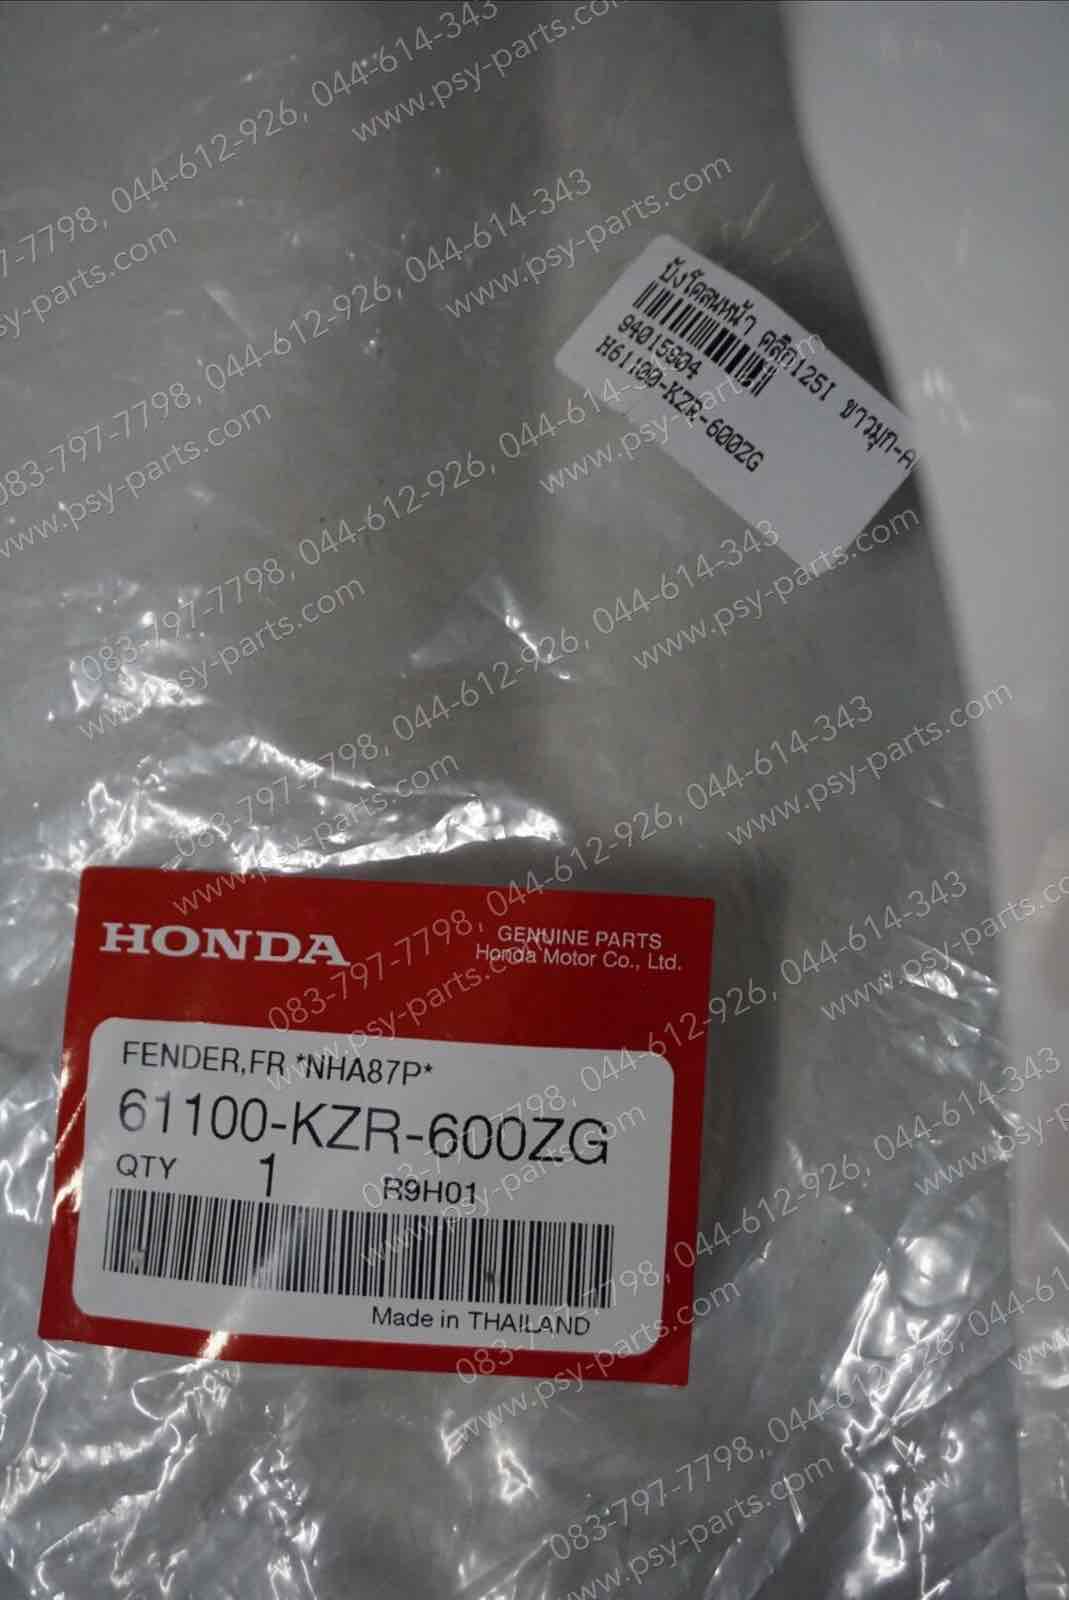 083-797-7798, 044-612-926, 044-614-343
www.psy-parts.com
บังโคลนหน้า คลิก125I ขาวมุก-A
94015904
H61100-KZR-600ZG
HONDA
GENUINE PARTS
Honda Motor Co., Ltd.
FENDER,FR *NHA87P*
61100-KZR-600ZG
QTY 1 R9H01
Made in THAILAND